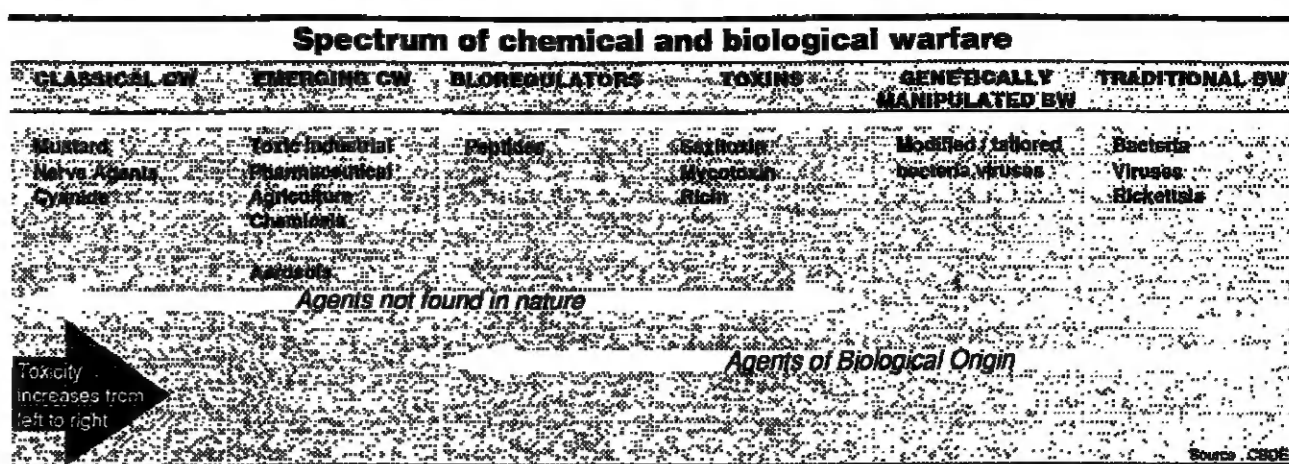 Spectrum of chemical and biological warfare
CLASSICAL CW EMERGING CW BIOREGULATORS TOXINS GENETICALLY MANIPULATED BW TRADITIONAL BW
Mustard Toxic Industrial Peptides Saxitoxin Modified / tailored Bacteria
Nerve Agents Pharmaceutical Mycotoxin bacteria viruses Viruses
Cyanide Agriculture Ricin Rickettsia
Chemicals
Aerosols
Agents not found in nature
Agents of Biological Origin
Toxicity
increases from
left to right
Source